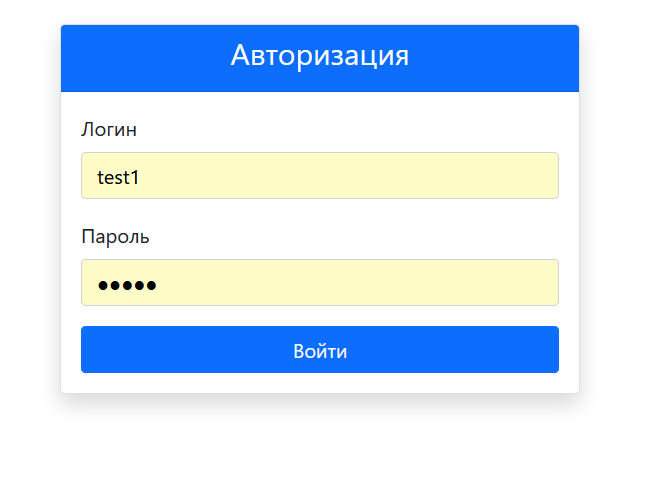 Авторизация
Логин
test1
Пароль
•••••
Войти